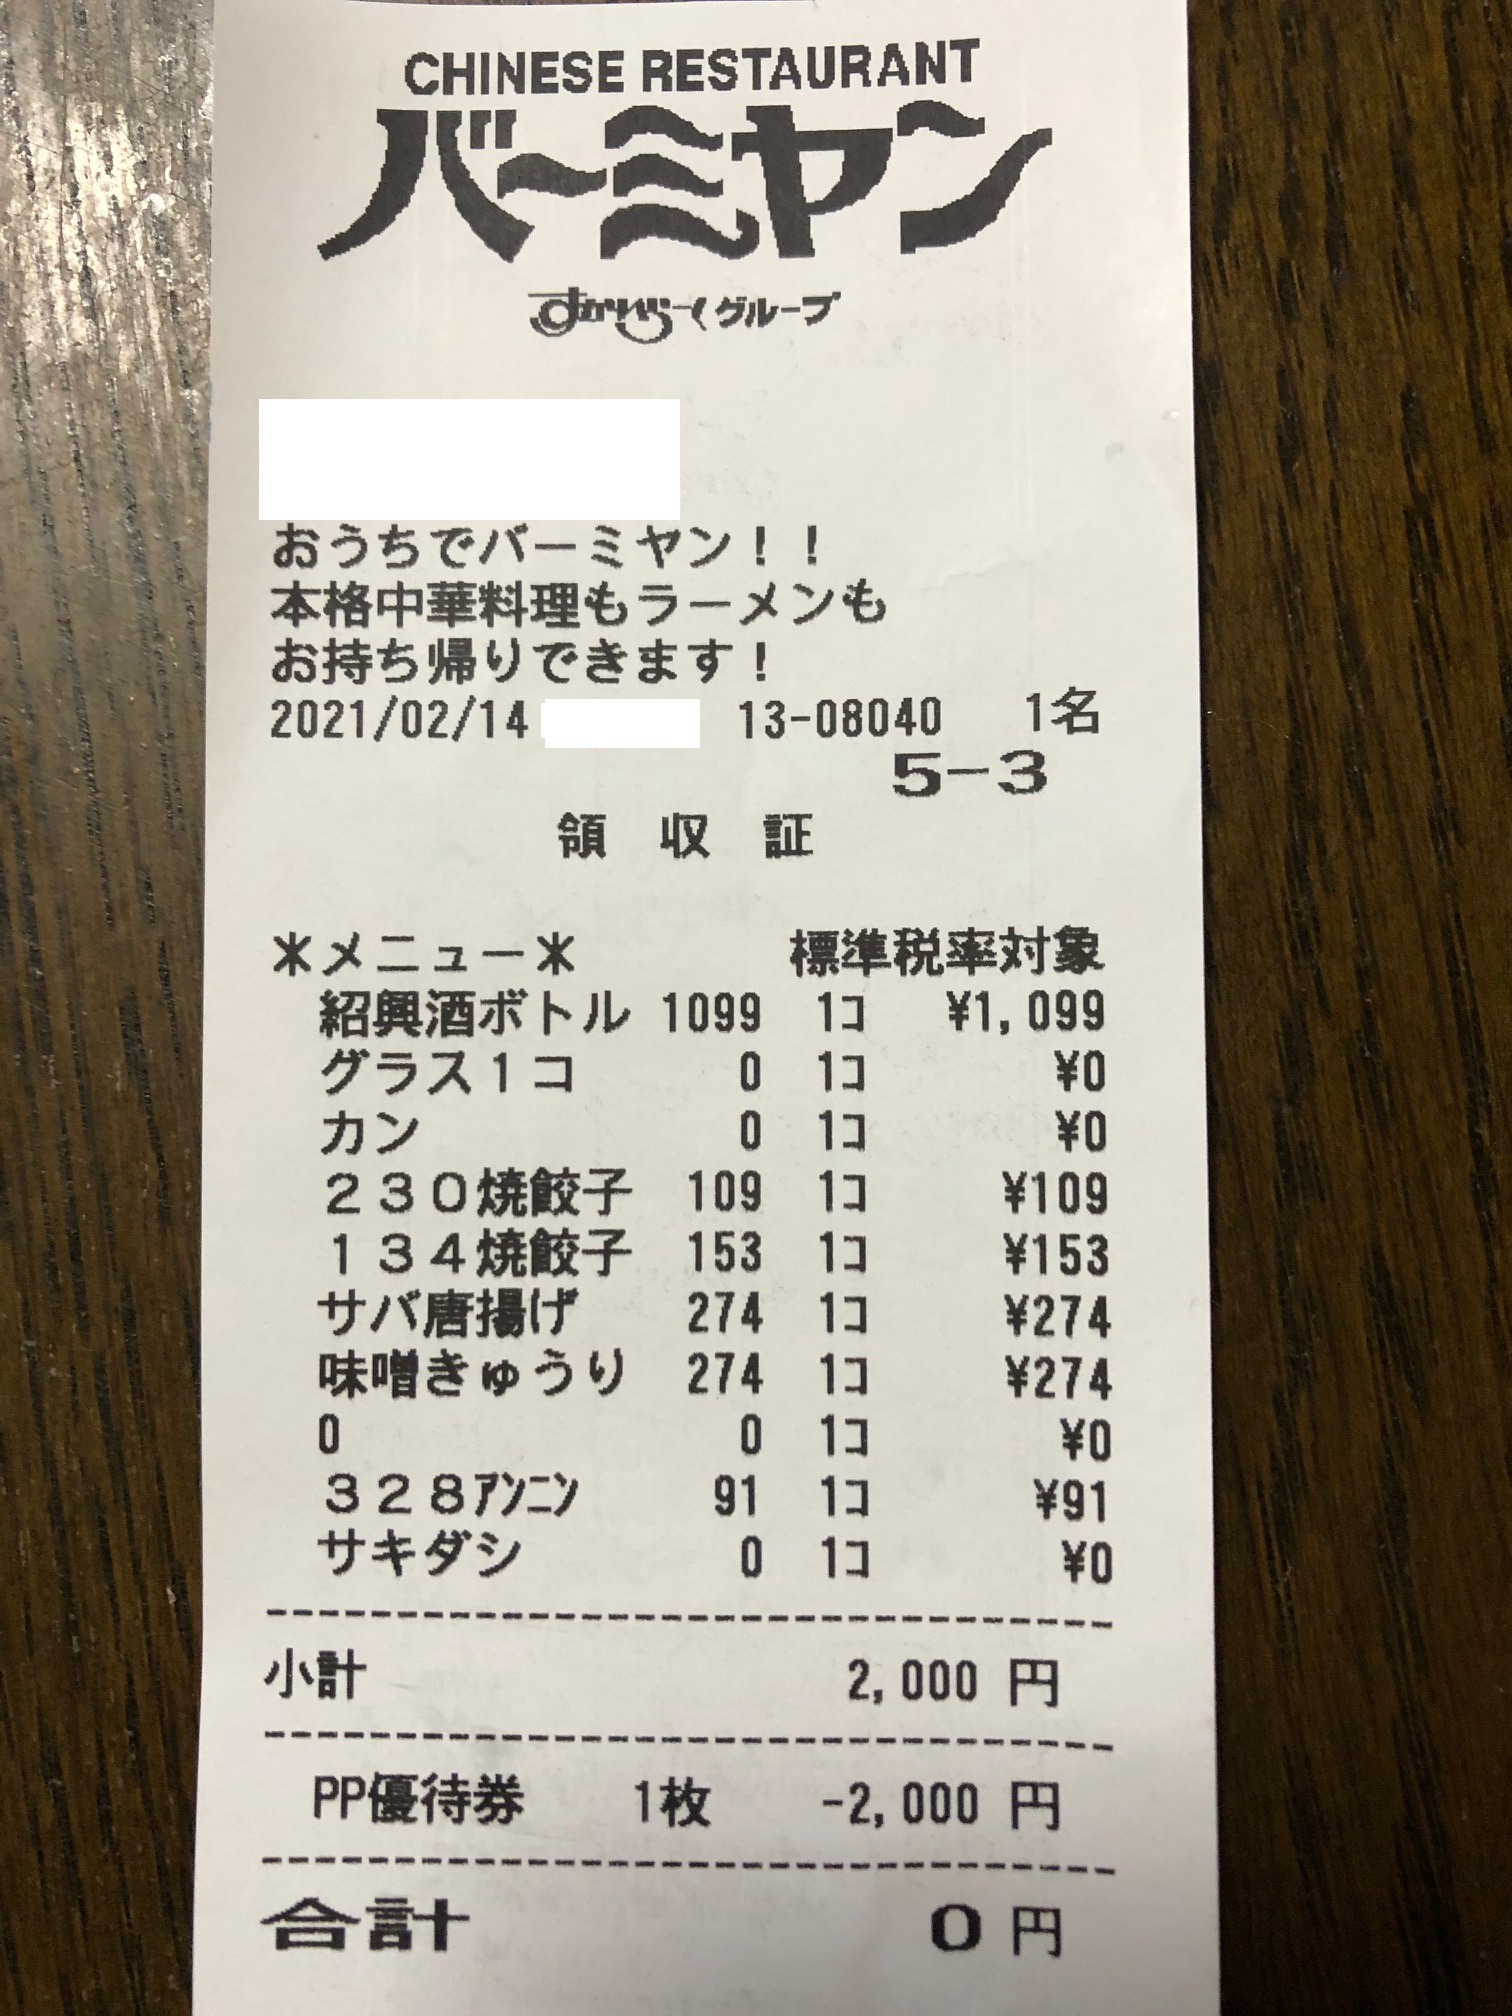 CHINESE RESTAURANT
バーミヤン
すかいらーくグループ
おうちでバーミヤン！！
本格中華料理もラーメンも
お持ち帰りできます！
2021/02/14 13-08040 1名
5-3
領 収 証
＊メニュー＊ 標準税率対象
紹興酒ボトル 1099 1コ ¥1,099
グラス１コ 0 1コ ¥0
カン 0 1コ ¥0
２３０焼餃子 109 1コ ¥109
１３４焼餃子 153 1コ ¥153
サバ唐揚げ 274 1コ ¥274
味噌きゅうり 274 1コ ¥274
0 0 1コ ¥0
３２８ｱﾝﾆﾝ 91 1コ ¥91
サキダシ 0 1コ ¥0
小計 2,000 円
PP優待券 1枚 -2,000 円
合計 0 円